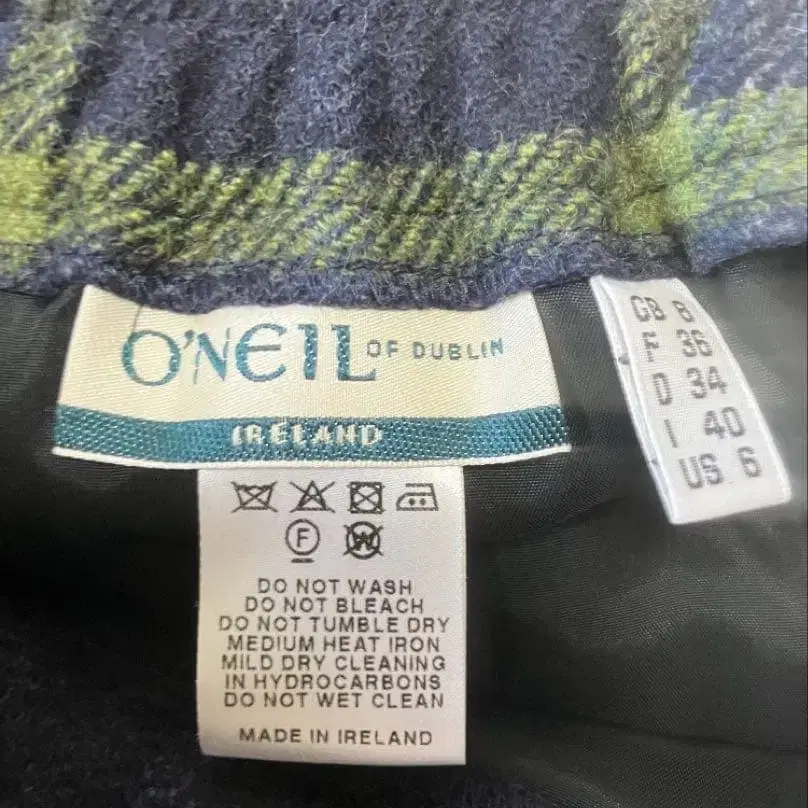 O'NEIL OF DUBLIN
IRELAND
GB 8
F 36
D 34
I 40
US 6
F W
DO NOT WASH
DO NOT BLEACH
DO NOT TUMBLE DRY
MEDIUM HEAT IRON
MILD DRY CLEANING
IN HYDROCARBONS
DO NOT WET CLEAN
MADE IN IRELAND